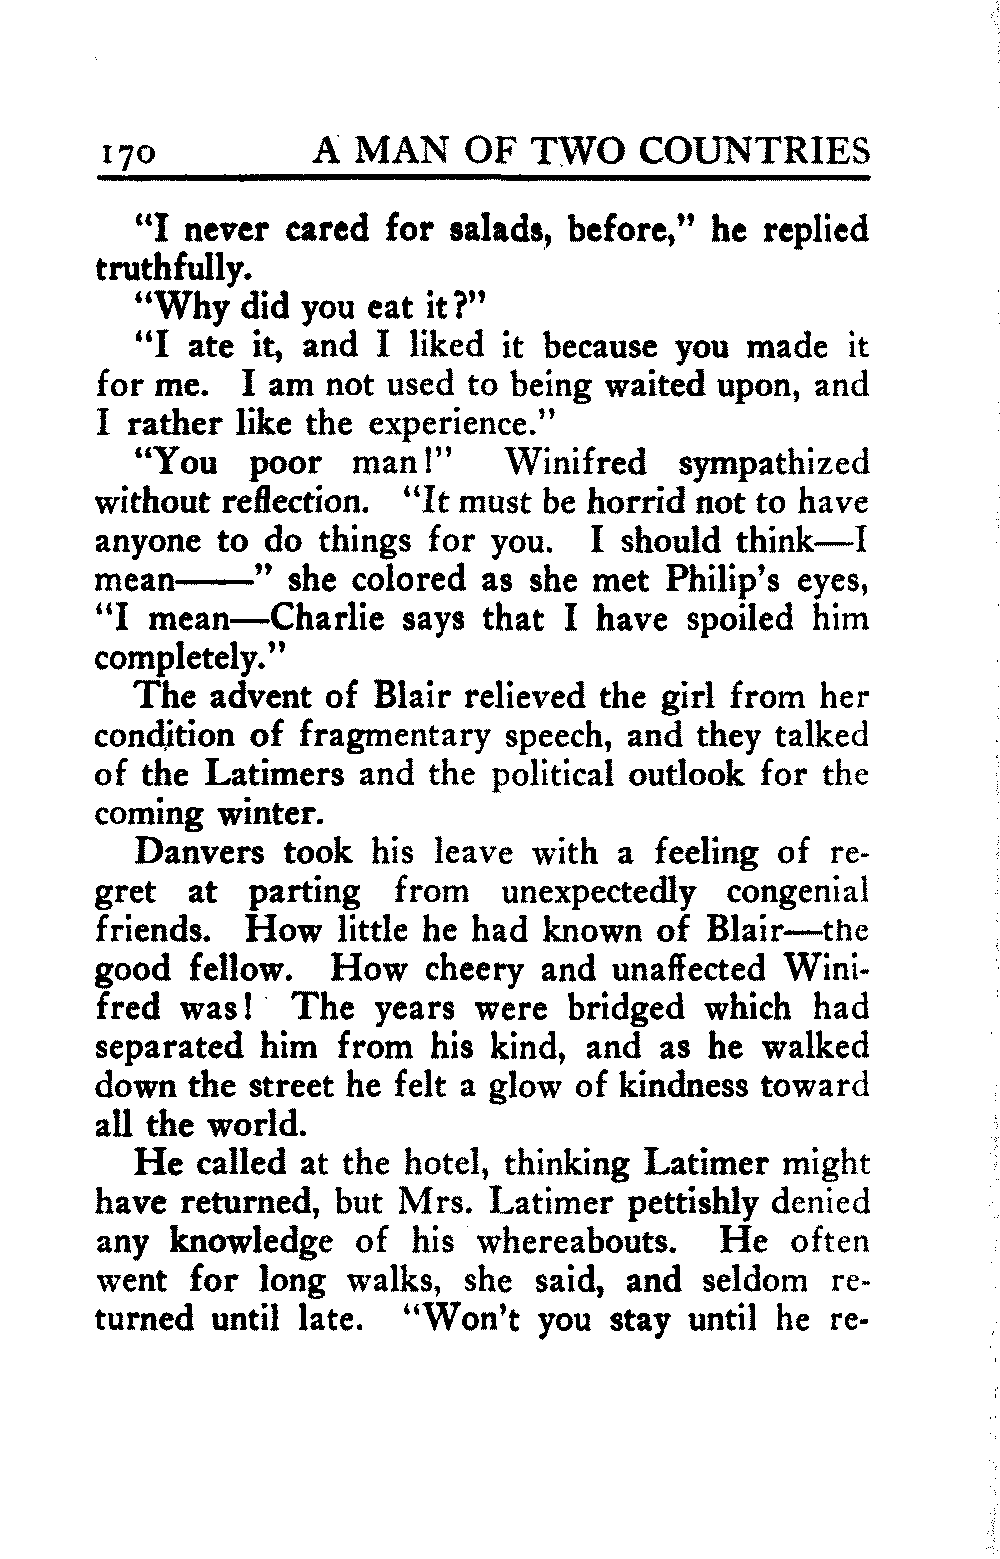 170 A MAN OF TWO COUNTRIES
"I never cared for salads, before," he replied
truthfully.
"Why did you eat it?"
"I ate it, and I liked it because you made it
for me. I am not used to being waited upon, and
I rather like the experience."
"You poor man!" Winifred sympathized
without reflection. "It must be horrid not to have
anyone to do things for you. I should think—I
mean——" she colored as she met Philip's eyes,
"I mean—Charlie says that I have spoiled him
completely."
The advent of Blair relieved the girl from her
condition of fragmentary speech, and they talked
of the Latimers and the political outlook for the
coming winter.
Danvers took his leave with a feeling of re-
gret at parting from unexpectedly congenial
friends. How little he had known of Blair—the
good fellow. How cheery and unaffected Wini-
fred was! The years were bridged which had
separated him from his kind, and as he walked
down the street he felt a glow of kindness toward
all the world.
He called at the hotel, thinking Latimer might
have returned, but Mrs. Latimer pettishly denied
any knowledge of his whereabouts. He often
went for long walks, she said, and seldom re-
turned until late. "Won't you stay until he re-